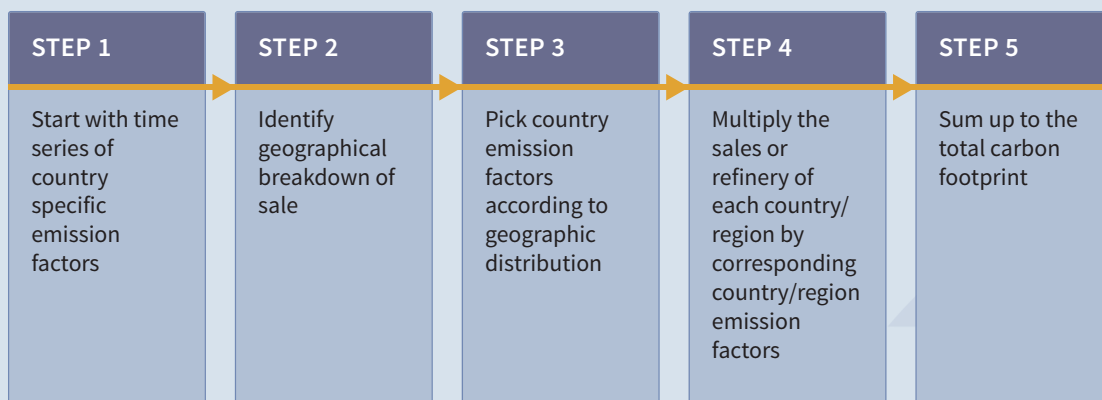 STEP 1
Start with time
series of
country
specific
emission
factors
STEP 2
Identify
geographical
breakdown of
sale
STEP 3
Pick country
emission
factors
according to
geographic
distribution
STEP 4
Multiply the
sales or
refinery of
each country/
region by
corresponding
country/region
emission
factors
STEP 5
Sum up to the
total carbon
footprint